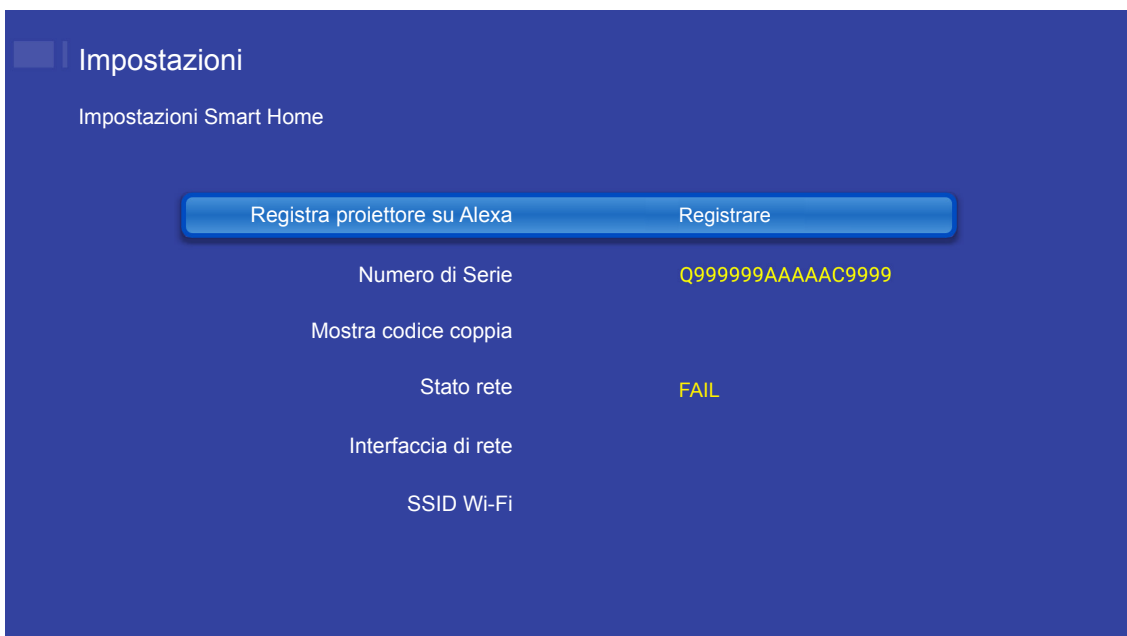 Impostazioni
Impostazioni Smart Home
Registra proiettore su Alexa Registrare
Numero di Serie Q999999AAAAAC9999
Mostra codice coppia
Stato rete FAIL
Interfaccia di rete
SSID Wi-Fi